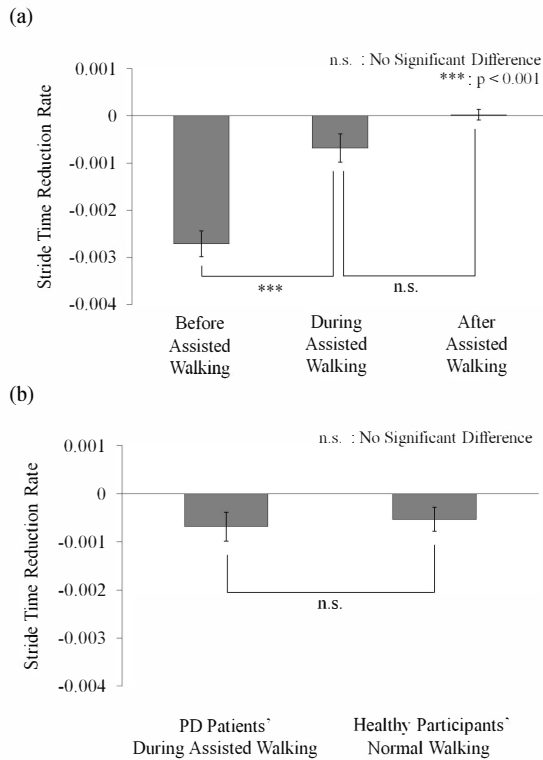 (a)
n.s. : No Significant Difference
*** : p < 0.001
Stride Time Reduction Rate
0.001
0
-0.001
-0.002
-0.003
-0.004
***
n.s.
Before
Assisted
Walking
During
Assisted
Walking
After
Assisted
Walking
(b)
n.s. : No Significant Difference
Stride Time Reduction Rate
0.001
0
-0.001
-0.002
-0.003
-0.004
n.s.
PD Patients’
During Assisted Walking
Healthy Participants’
Normal Walking